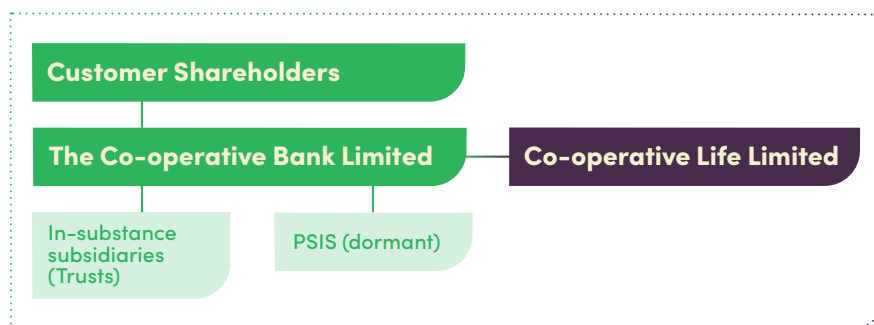 Customer Shareholders
The Co-operative Bank Limited
Co-operative Life Limited
In-substance
subsidiaries
(Trusts)
PSIS (dormant)